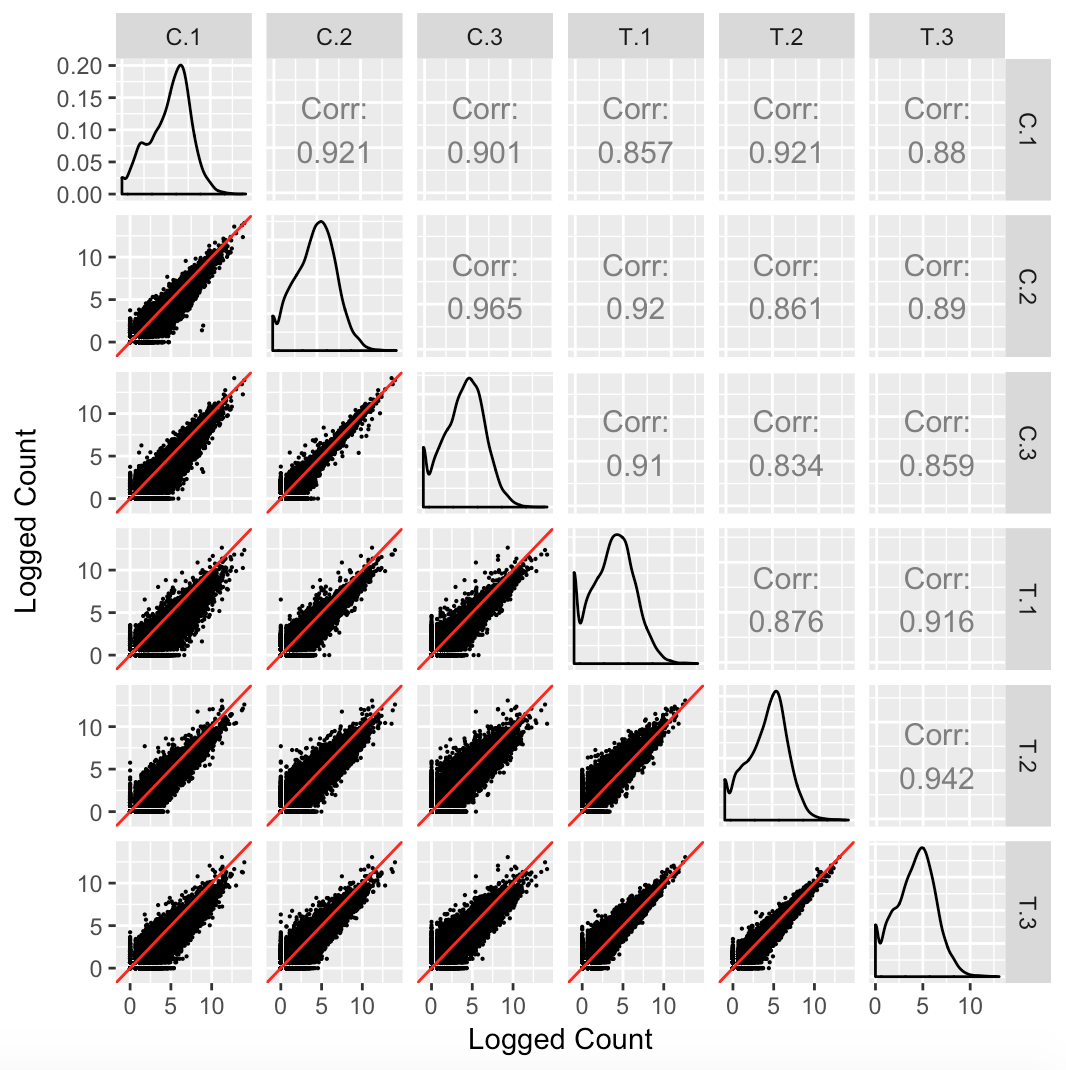 C.1 C.2 C.3 T.1 T.2 T.3
0.20
0.15
0.10
0.05
0.00
Corr: Corr: Corr: Corr: Corr:
0.921 0.901 0.857 0.921 0.88
C.1
10
5
0
Corr: Corr: Corr: Corr:
0.965 0.92 0.861 0.89
C.2
10
5
0
Corr: Corr: Corr:
0.91 0.834 0.859
C.3
Logged Count
10
5
0
Corr: Corr:
0.876 0.916
T.1
10
5
0
Corr:
0.942
T.2
10
5
0
T.3
0 5 10 0 5 10 0 5 10 0 5 10 0 5 10 0 5 10
Logged Count